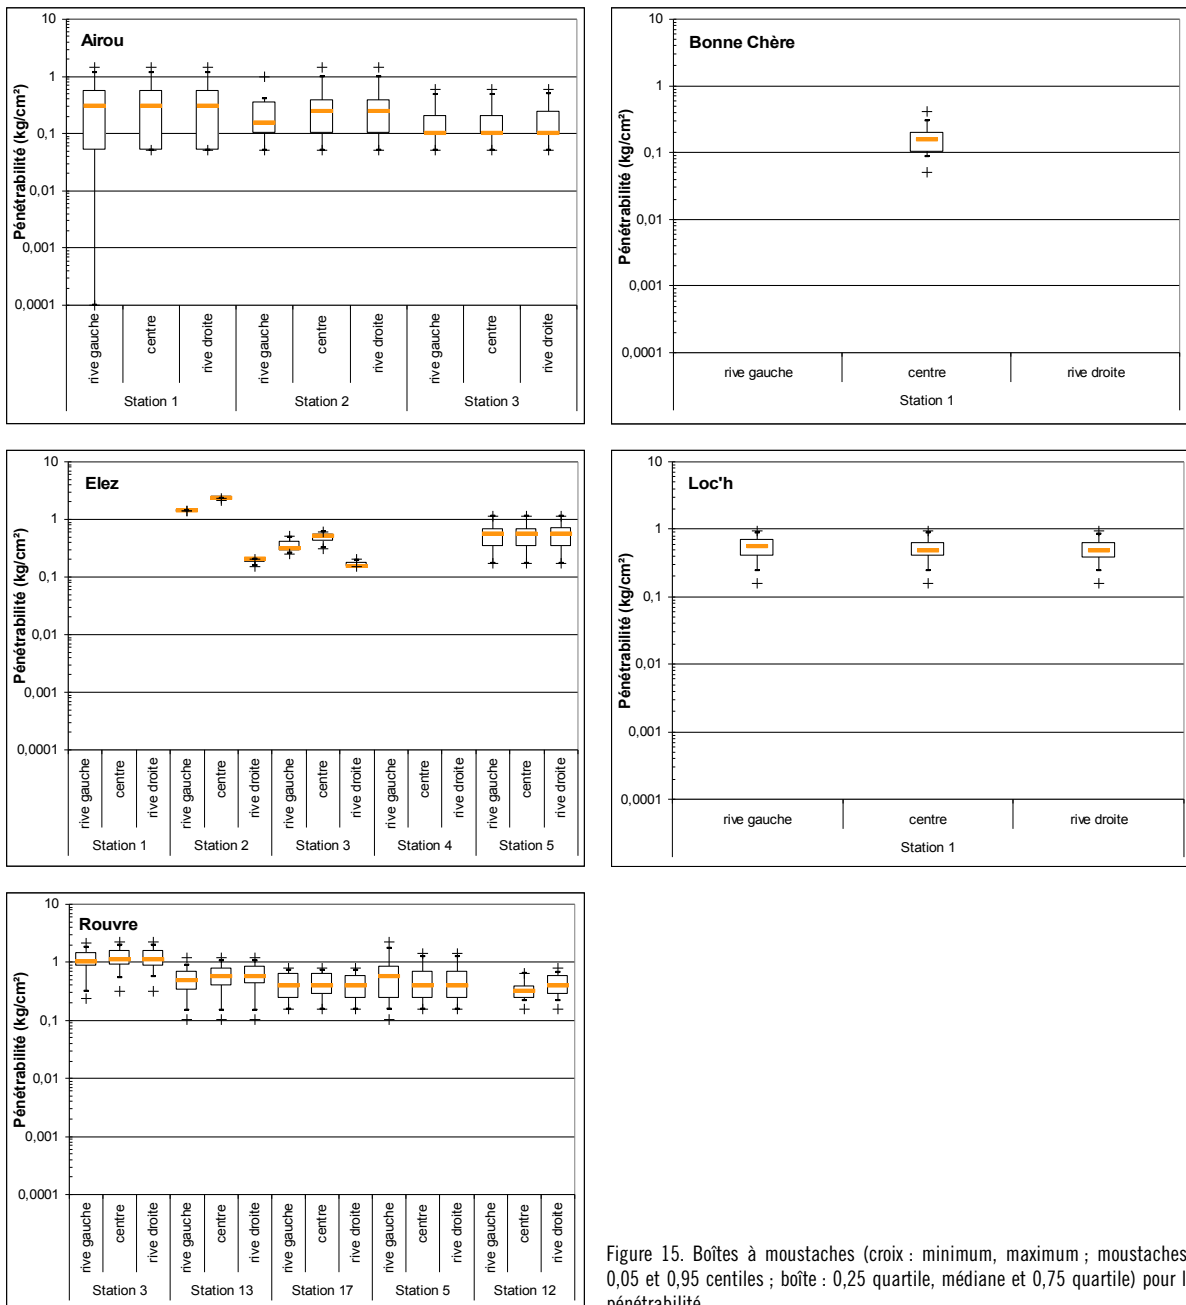 Airou
Pénétrabilité (kg/cm²)
10
1
0,1
0,01
0,001
0,0001
rive gauche
centre
rive droite
rive gauche
centre
rive droite
rive gauche
centre
rive droite
Station 1
Station 2
Station 3
Bonne Chère
Pénétrabilité (kg/cm²)
10
1
0,1
0,01
0,001
0,0001
rive gauche
centre
rive droite
Station 1
Elez
Pénétrabilité (kg/cm²)
10
1
0,1
0,01
0,001
0,0001
rive gauche
centre
rive droite
rive gauche
centre
rive droite
rive gauche
centre
rive droite
rive gauche
centre
rive droite
rive gauche
centre
rive droite
Station 1
Station 2
Station 3
Station 4
Station 5
Loc'h
Pénétrabilité (kg/cm²)
10
1
0,1
0,01
0,001
0,0001
rive gauche
centre
rive droite
Station 1
Rouvre
Pénétrabilité (kg/cm²)
10
1
0,1
0,01
0,001
0,0001
rive gauche
centre
rive droite
rive gauche
centre
rive droite
rive gauche
centre
rive droite
rive gauche
centre
rive droite
rive gauche
centre
rive droite
Station 3
Station 13
Station 17
Station 5
Station 12
Figure 15. Boîtes à moustaches (croix : minimum, maximum ; moustaches
0,05 et 0,95 centiles ; boîte : 0,25 quartile, médiane et 0,75 quartile) pour l
pénétrabilité